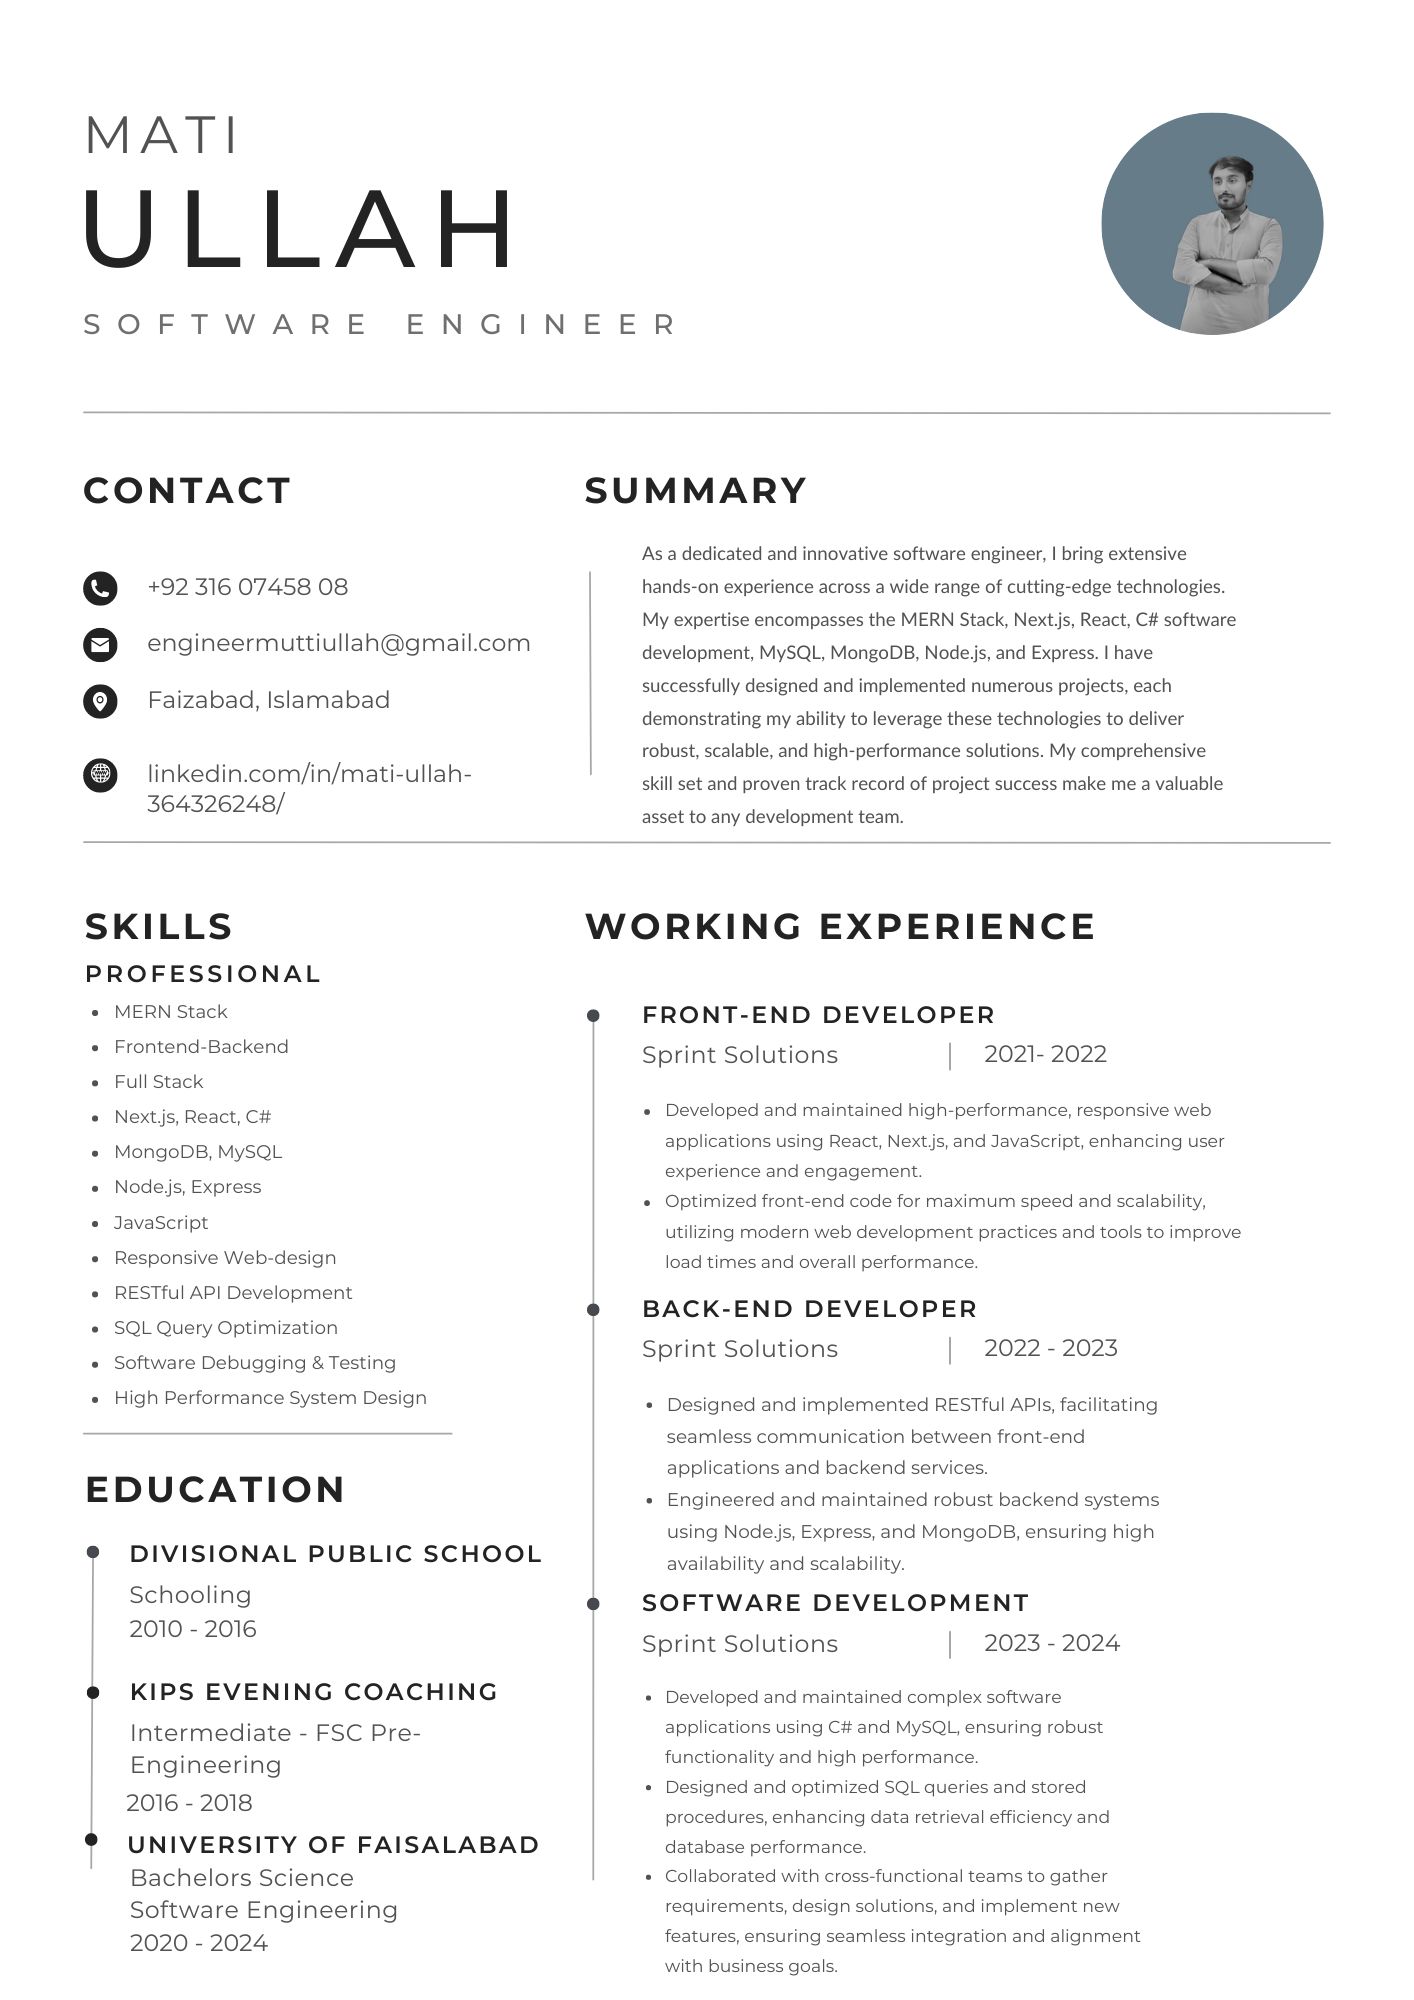 MATI
ULLAH
SOFTWARE ENGINEER
CONTACT
+92 316 07458 08
engineermuttiullah@gmail.com
Faizabad, Islamabad
linkedin.com/in/mati-ullah-
364326248/
SUMMARY
As a dedicated and innovative software engineer, I bring extensive
hands-on experience across a wide range of cutting-edge technologies.
My expertise encompasses the MERN Stack, Next.js, React, C# software
development, MySQL, MongoDB, Node.js, and Express. I have
successfully designed and implemented numerous projects, each
demonstrating my ability to leverage these technologies to deliver
robust, scalable, and high-performance solutions. My comprehensive
skill set and proven track record of project success make me a valuable
asset to any development team.
SKILLS
PROFESSIONAL
• MERN Stack
• Frontend-Backend
• Full Stack
• Next.js, React, C#
• MongoDB, MySQL
• Node.js, Express
• JavaScript
• Responsive Web-design
• RESTful API Development
• SQL Query Optimization
• Software Debugging & Testing
• High Performance System Design
EDUCATION
DIVISIONAL PUBLIC SCHOOL
Schooling
2010 - 2016
KIPS EVENING COACHING
Intermediate - FSC Pre-
Engineering
2016 - 2018
UNIVERSITY OF FAISALABAD
Bachelors Science
Software Engineering
2020 - 2024
WORKING EXPERIENCE
FRONT-END DEVELOPER
Sprint Solutions | 2021- 2022
• Developed and maintained high-performance, responsive web
applications using React, Next.js, and JavaScript, enhancing user
experience and engagement.
• Optimized front-end code for maximum speed and scalability,
utilizing modern web development practices and tools to improve
load times and overall performance.
BACK-END DEVELOPER
Sprint Solutions | 2022 - 2023
• Designed and implemented RESTful APIs, facilitating
seamless communication between front-end
applications and backend services.
• Engineered and maintained robust backend systems
using Node.js, Express, and MongoDB, ensuring high
availability and scalability.
SOFTWARE DEVELOPMENT
Sprint Solutions | 2023 - 2024
• Developed and maintained complex software
applications using C# and MySQL, ensuring robust
functionality and high performance.
• Designed and optimized SQL queries and stored
procedures, enhancing data retrieval efficiency and
database performance.
• Collaborated with cross-functional teams to gather
requirements, design solutions, and implement new
features, ensuring seamless integration and alignment
with business goals.